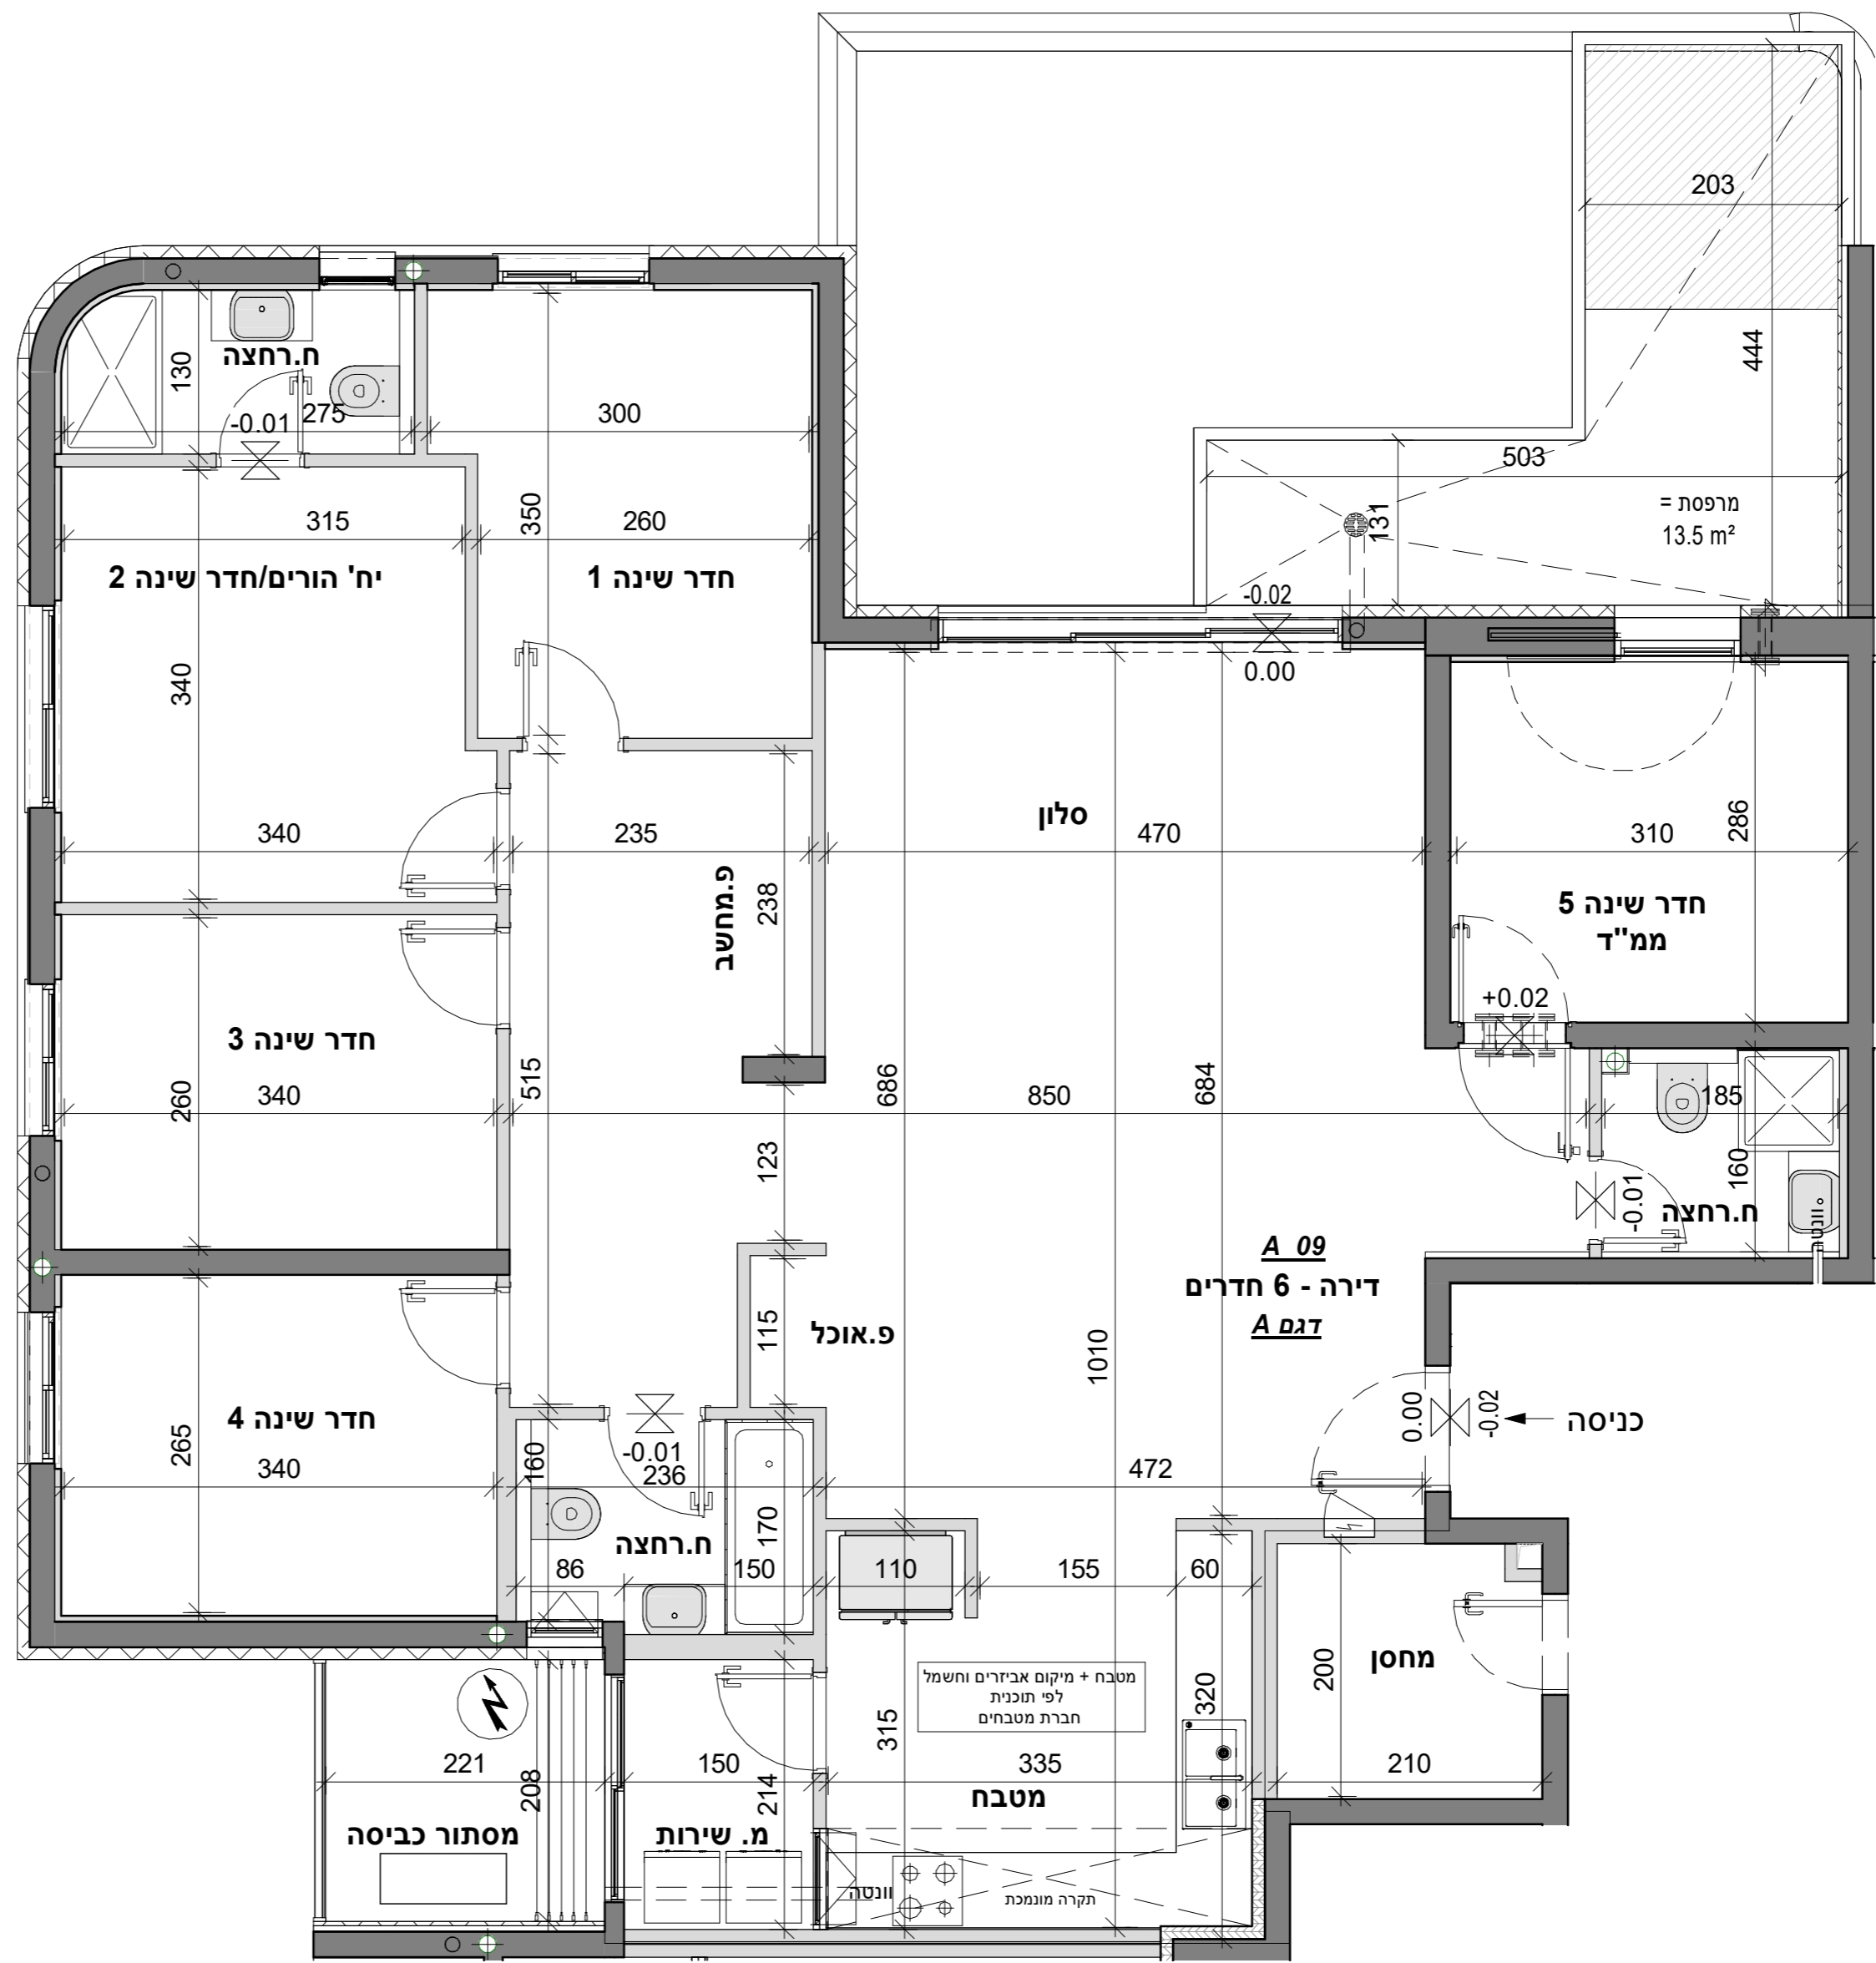 203
444
503
מרפסת =
13.5 m²
131
-0.02
0.00
ח.רחצה
130
-0.01
275
300
315
350
260
יח' הורים/חדר שינה 2
חדר שינה 1
340
340
235
470
310
286
סלון
פ.מחשב
238
חדר שינה 5
ממ"ד
+0.02
חדר שינה 3
260
340
515
686
850
684
185
160
-0.01
ח.רחצה
וונטה
123
A 09
דירה - 6 חדרים
דגם A
115
פ.אוכל
1010
0.00
-0.02
כניסה
חדר שינה 4
265
340
-0.01
160
236
472
ח.רחצה
170
86
150
110
155
60
מטבח + מיקום אביזרים וחשמל
לפי תוכנית
חברת מטבחים
מחסן
200
320
315
221
208
150
214
335
210
מטבח
מסתור כביסה
מ. שירות
וונטה
תקרה מונמכת